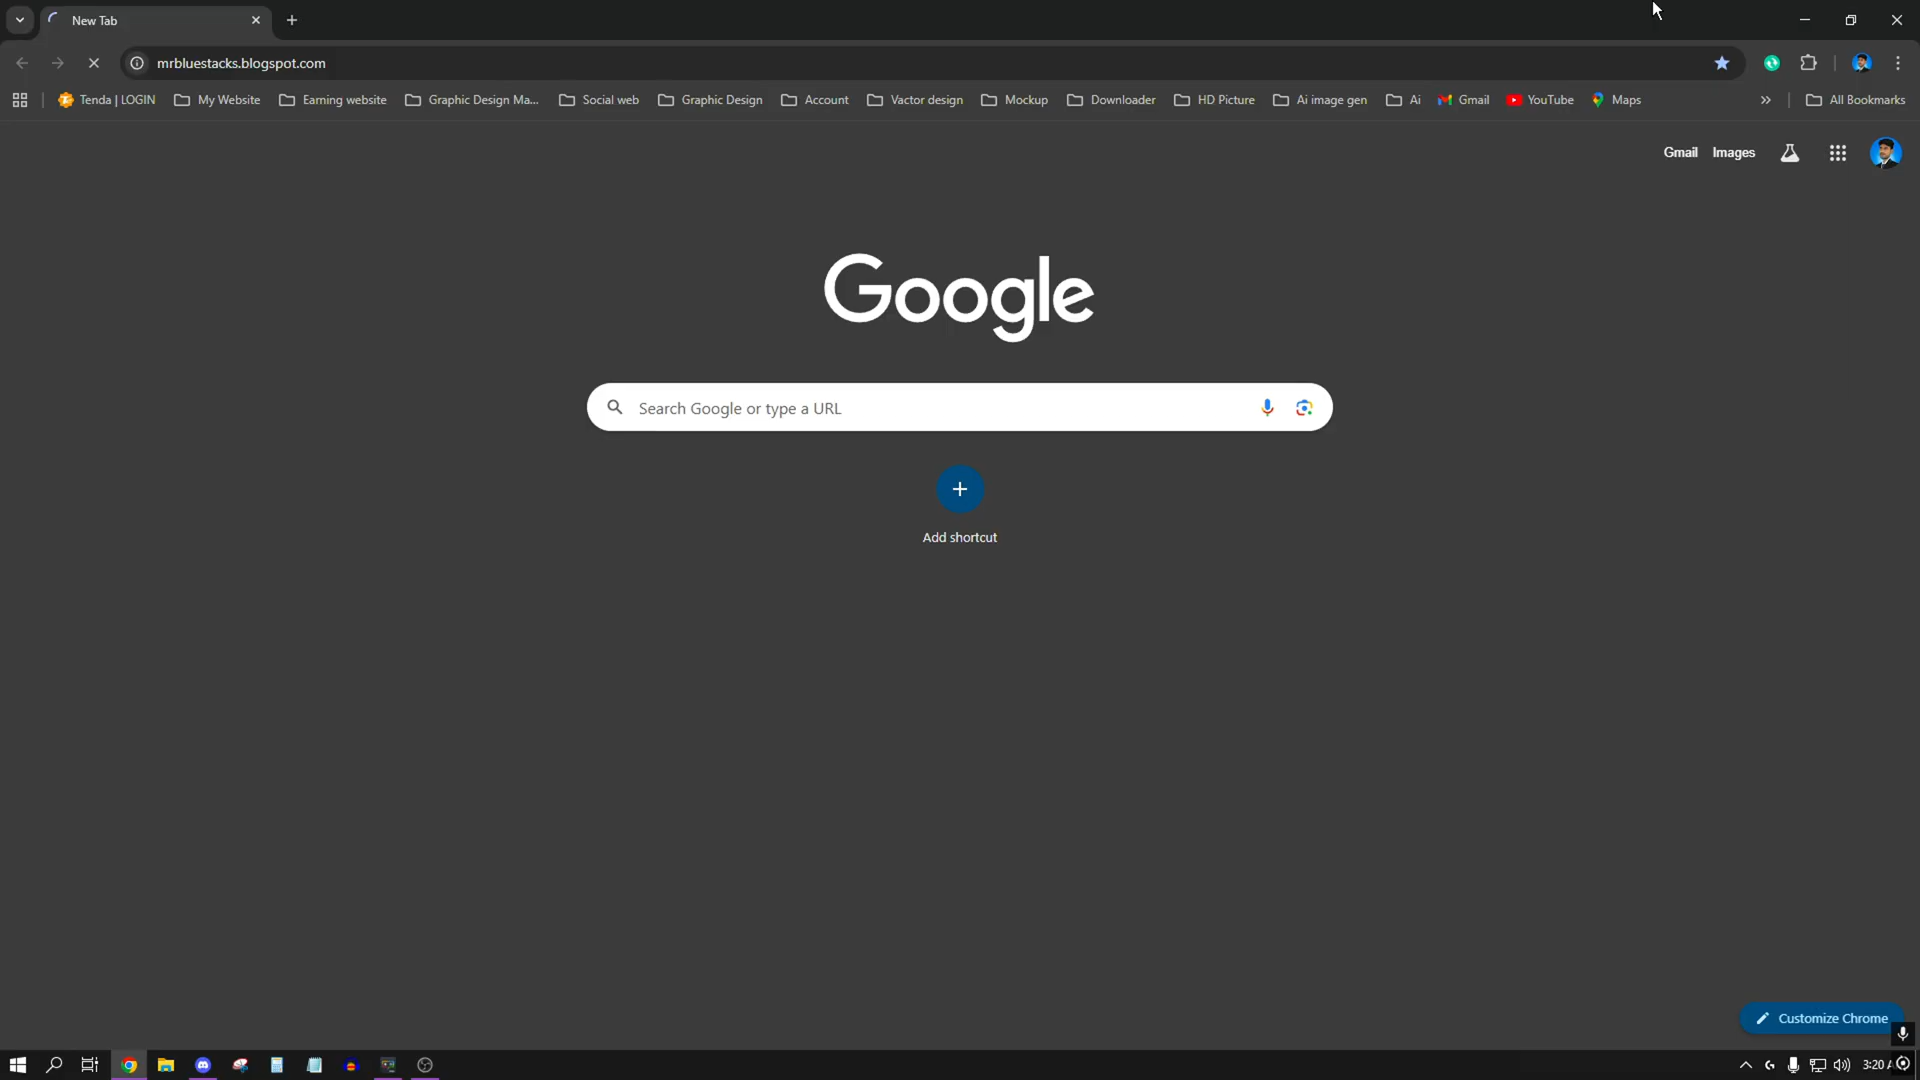 New Tab
mrbluestacks.blogspot.com
Tenda | LOGIN My Website Earning website Graphic Design Ma... Social web Graphic Design Account Vactor design Mockup Downloader HD Picture Ai image gen Ai Gmail YouTube Maps All Bookmarks
Gmail Images
Google
Search Google or type a URL
Add shortcut
Customize Chrome
3:20